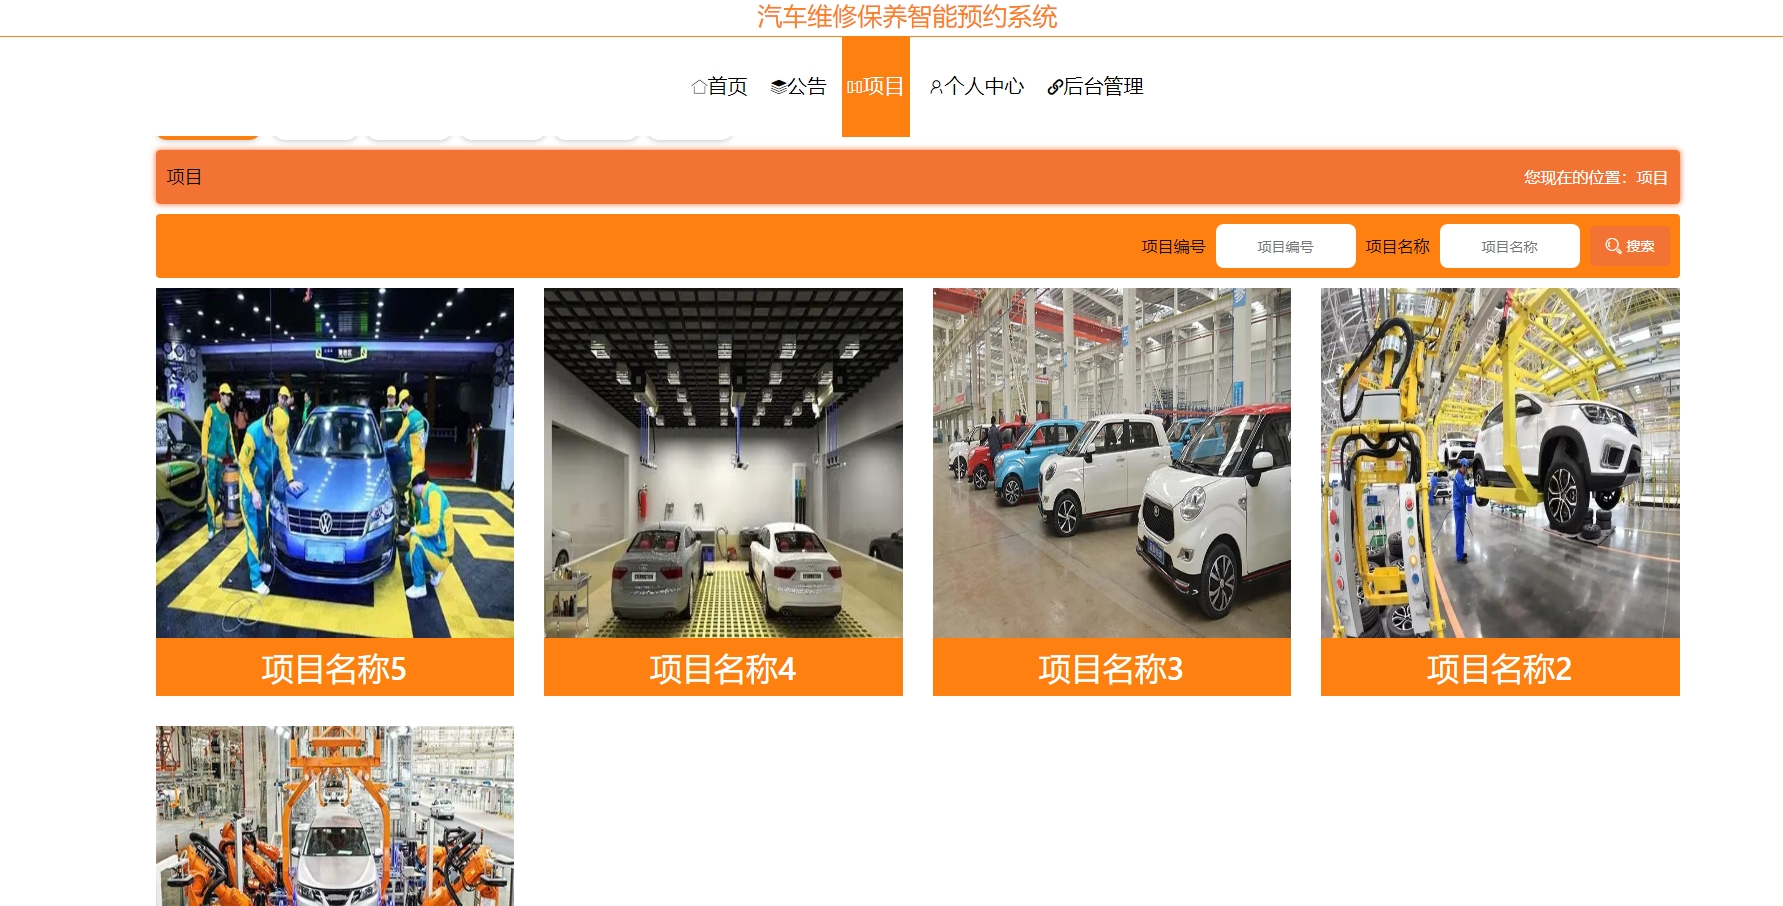 汽车维修保养智能预约系统
首页 公告 项目 个人中心 后台管理
项目 您现在的位置：项目
项目编号 项目编号 项目名称 项目名称 搜索
项目名称5 项目名称4 项目名称3 项目名称2